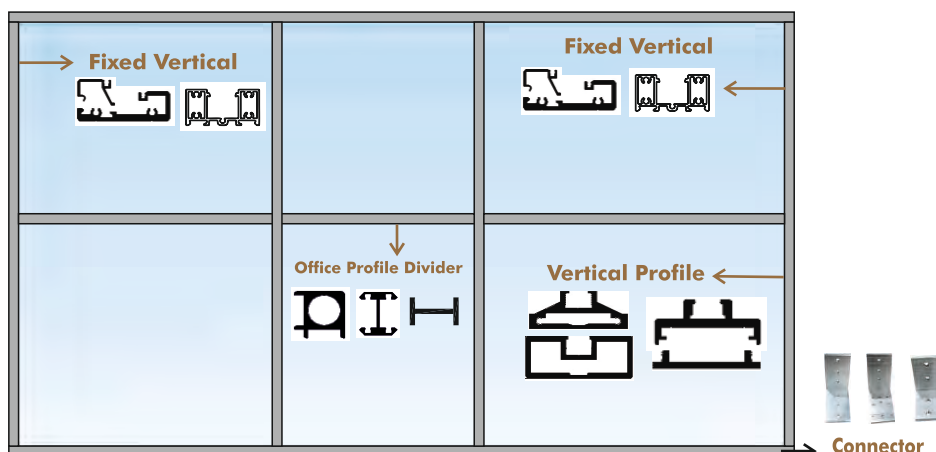 Fixed Vertical
Fixed Vertical
Office Profile Divider
Vertical Profile
Connector